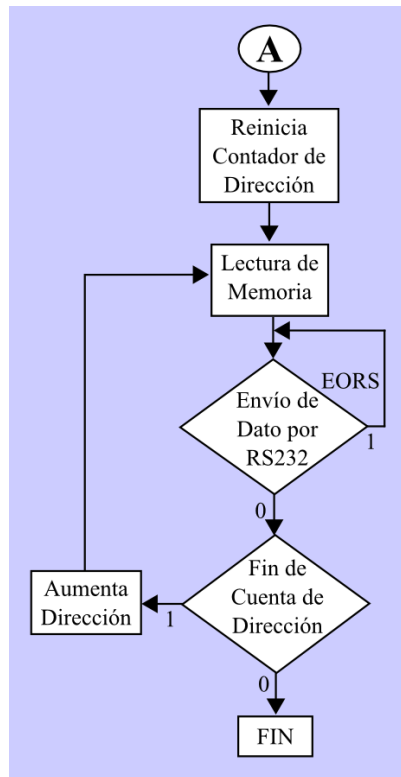 A
Reinicia
Contador de
Dirección
Lectura de
Memoria
EORS
Envío de
Dato por
RS232
1
0
Fin de
Cuenta de
Dirección
Aumenta
Dirección
1
0
FIN